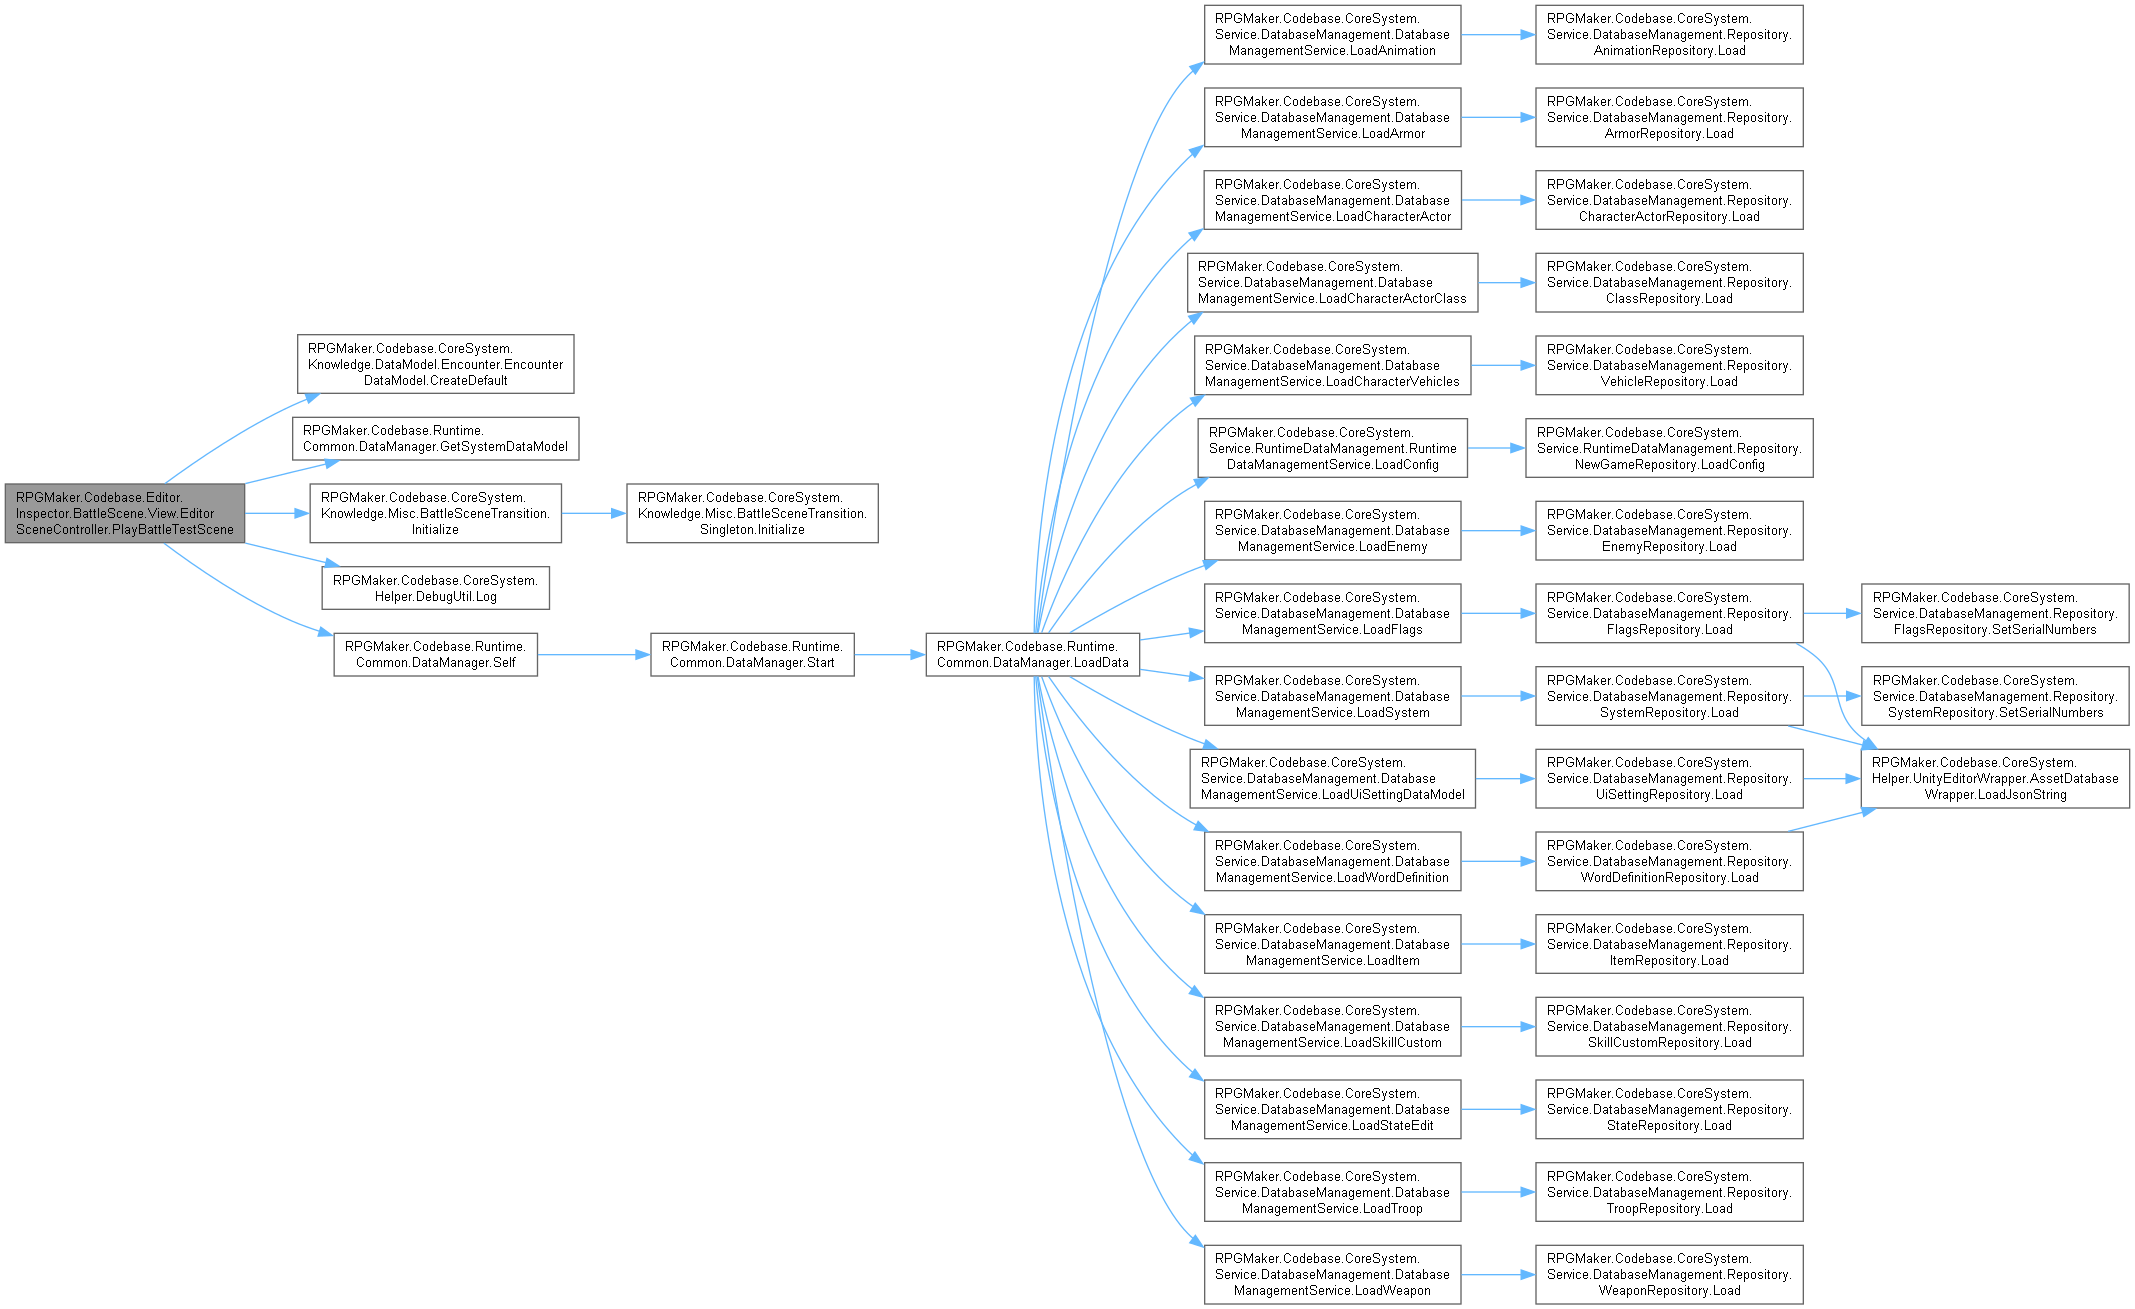 RPGMaker.Codebase.Editor.
Inspector.BattleScene.View.Editor
SceneController.PlayBattleTestScene
RPGMaker.Codebase.CoreSystem.
Knowledge.DataModel.Encounter.Encounter
DataModel.CreateDefault
RPGMaker.Codebase.Runtime.
Common.DataManager.GetSystemDataModel
RPGMaker.Codebase.CoreSystem.
Knowledge.Misc.BattleSceneTransition.
Initialize
RPGMaker.Codebase.CoreSystem.
Knowledge.Misc.BattleSceneTransition.
Singleton.Initialize
RPGMaker.Codebase.CoreSystem.
Helper.DebugUtil.Log
RPGMaker.Codebase.Runtime.
Common.DataManager.Self
RPGMaker.Codebase.Runtime.
Common.DataManager.Start
RPGMaker.Codebase.Runtime.
Common.DataManager.LoadData
RPGMaker.Codebase.CoreSystem.
Service.DatabaseManagement.Database
ManagementService.LoadAnimation
RPGMaker.Codebase.CoreSystem.
Service.DatabaseManagement.Repository.
AnimationRepository.Load
RPGMaker.Codebase.CoreSystem.
Service.DatabaseManagement.Database
ManagementService.LoadArmor
RPGMaker.Codebase.CoreSystem.
Service.DatabaseManagement.Repository.
ArmorRepository.Load
RPGMaker.Codebase.CoreSystem.
Service.DatabaseManagement.Database
ManagementService.LoadCharacterActor
RPGMaker.Codebase.CoreSystem.
Service.DatabaseManagement.Repository.
CharacterActorRepository.Load
RPGMaker.Codebase.CoreSystem.
Service.DatabaseManagement.Database
ManagementService.LoadCharacterActorClass
RPGMaker.Codebase.CoreSystem.
Service.DatabaseManagement.Repository.
ClassRepository.Load
RPGMaker.Codebase.CoreSystem.
Service.DatabaseManagement.Database
ManagementService.LoadCharacterVehicles
RPGMaker.Codebase.CoreSystem.
Service.DatabaseManagement.Repository.
VehicleRepository.Load
RPGMaker.Codebase.CoreSystem.
Service.RuntimeDataManagement.Runtime
DataManagementService.LoadConfig
RPGMaker.Codebase.CoreSystem.
Service.RuntimeDataManagement.Repository.
NewGameRepository.LoadConfig
RPGMaker.Codebase.CoreSystem.
Service.DatabaseManagement.Database
ManagementService.LoadEnemy
RPGMaker.Codebase.CoreSystem.
Service.DatabaseManagement.Repository.
EnemyRepository.Load
RPGMaker.Codebase.CoreSystem.
Service.DatabaseManagement.Database
ManagementService.LoadFlags
RPGMaker.Codebase.CoreSystem.
Service.DatabaseManagement.Repository.
FlagsRepository.Load
RPGMaker.Codebase.CoreSystem.
Service.DatabaseManagement.Repository.
FlagsRepository.SetSerialNumbers
RPGMaker.Codebase.CoreSystem.
Service.DatabaseManagement.Database
ManagementService.LoadSystem
RPGMaker.Codebase.CoreSystem.
Service.DatabaseManagement.Repository.
SystemRepository.Load
RPGMaker.Codebase.CoreSystem.
Service.DatabaseManagement.Repository.
SystemRepository.SetSerialNumbers
RPGMaker.Codebase.CoreSystem.
Service.DatabaseManagement.Database
ManagementService.LoadUiSettingDataModel
RPGMaker.Codebase.CoreSystem.
Service.DatabaseManagement.Repository.
UiSettingRepository.Load
RPGMaker.Codebase.CoreSystem.
Helper.UnityEditorWrapper.AssetDatabase
Wrapper.LoadJsonString
RPGMaker.Codebase.CoreSystem.
Service.DatabaseManagement.Database
ManagementService.LoadWordDefinition
RPGMaker.Codebase.CoreSystem.
Service.DatabaseManagement.Repository.
WordDefinitionRepository.Load
RPGMaker.Codebase.CoreSystem.
Service.DatabaseManagement.Database
ManagementService.LoadItem
RPGMaker.Codebase.CoreSystem.
Service.DatabaseManagement.Repository.
ItemRepository.Load
RPGMaker.Codebase.CoreSystem.
Service.DatabaseManagement.Database
ManagementService.LoadSkillCustom
RPGMaker.Codebase.CoreSystem.
Service.DatabaseManagement.Repository.
SkillCustomRepository.Load
RPGMaker.Codebase.CoreSystem.
Service.DatabaseManagement.Database
ManagementService.LoadStateEdit
RPGMaker.Codebase.CoreSystem.
Service.DatabaseManagement.Repository.
StateRepository.Load
RPGMaker.Codebase.CoreSystem.
Service.DatabaseManagement.Database
ManagementService.LoadTroop
RPGMaker.Codebase.CoreSystem.
Service.DatabaseManagement.Repository.
TroopRepository.Load
RPGMaker.Codebase.CoreSystem.
Service.DatabaseManagement.Database
ManagementService.LoadWeapon
RPGMaker.Codebase.CoreSystem.
Service.DatabaseManagement.Repository.
WeaponRepository.Load